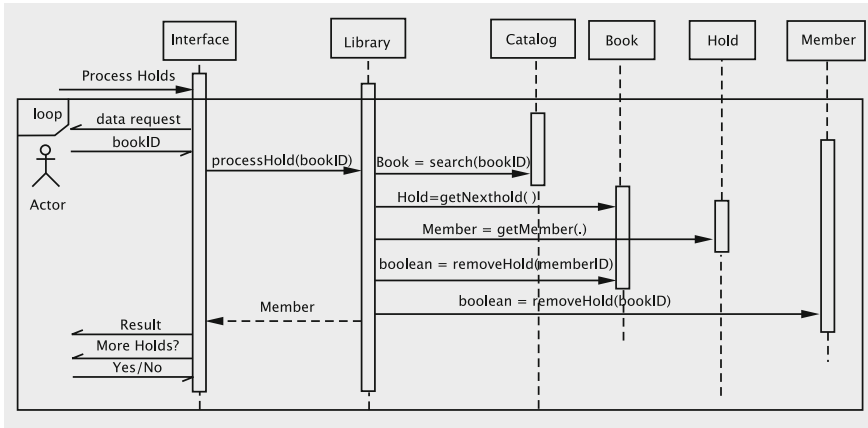 Interface
Library
Catalog
Book
Hold
Member
Process Holds
loop
data request
bookID
Actor
processHold(bookID)
Book = search(bookID)
Hold=getNexthold( )
Member = getMember(.)
boolean = removeHold(memberID)
boolean = removeHold(bookID)
Member
Result
More Holds?
Yes/No